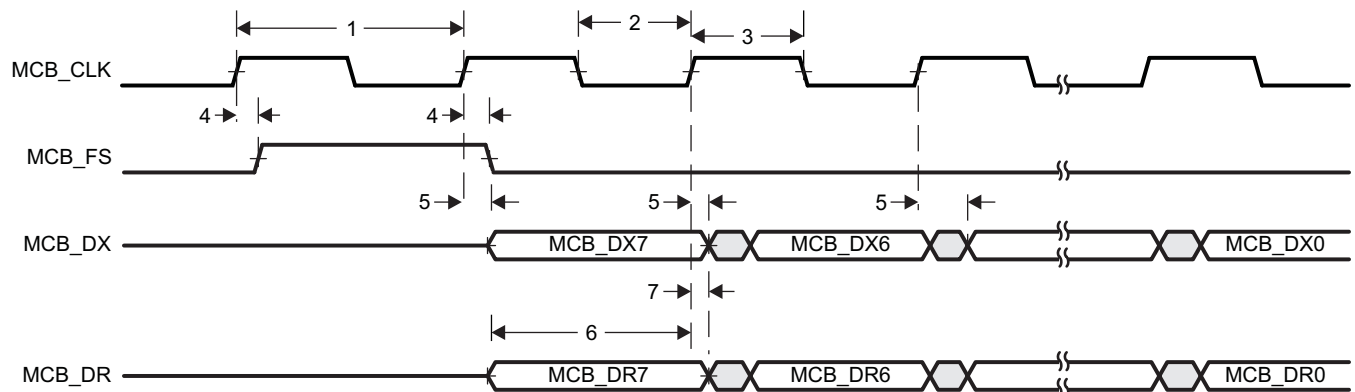 1
2
3
MCB_CLK
4
4
MCB_FS
5
5
5
MCB_DX
MCB_DX7
MCB_DX6
MCB_DX0
7
6
MCB_DR
MCB_DR7
MCB_DR6
MCB_DR0